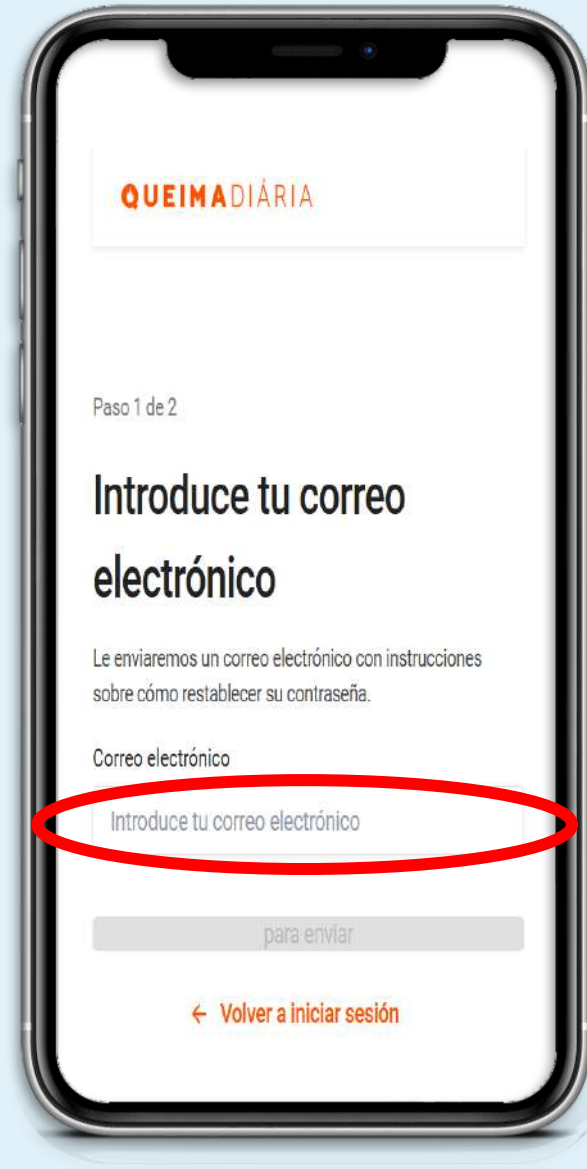 QUEIMADIÁRIA
Paso 1 de 2
Introduce tu correo
electrónico
Le enviaremos un correo electrónico con instrucciones
sobre cómo restablecer su contraseña.
Correo electrónico
Introduce tu correo electrónico
para envíar
← Volver a iniciar sesión